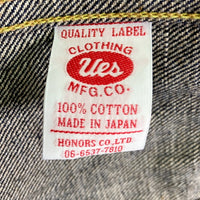 QUALITY LABEL
CLOTHING
Ues
MFG.CO.
100% COTTON
MADE IN JAPAN
HONORS CO.,LTD.
06-6537-7810